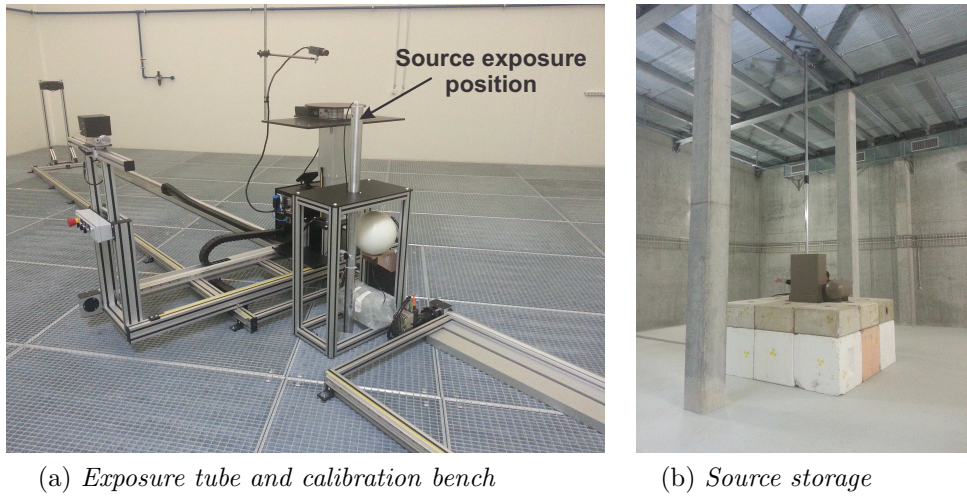 Source exposure
position
(a) Exposure tube and calibration bench
(b) Source storage